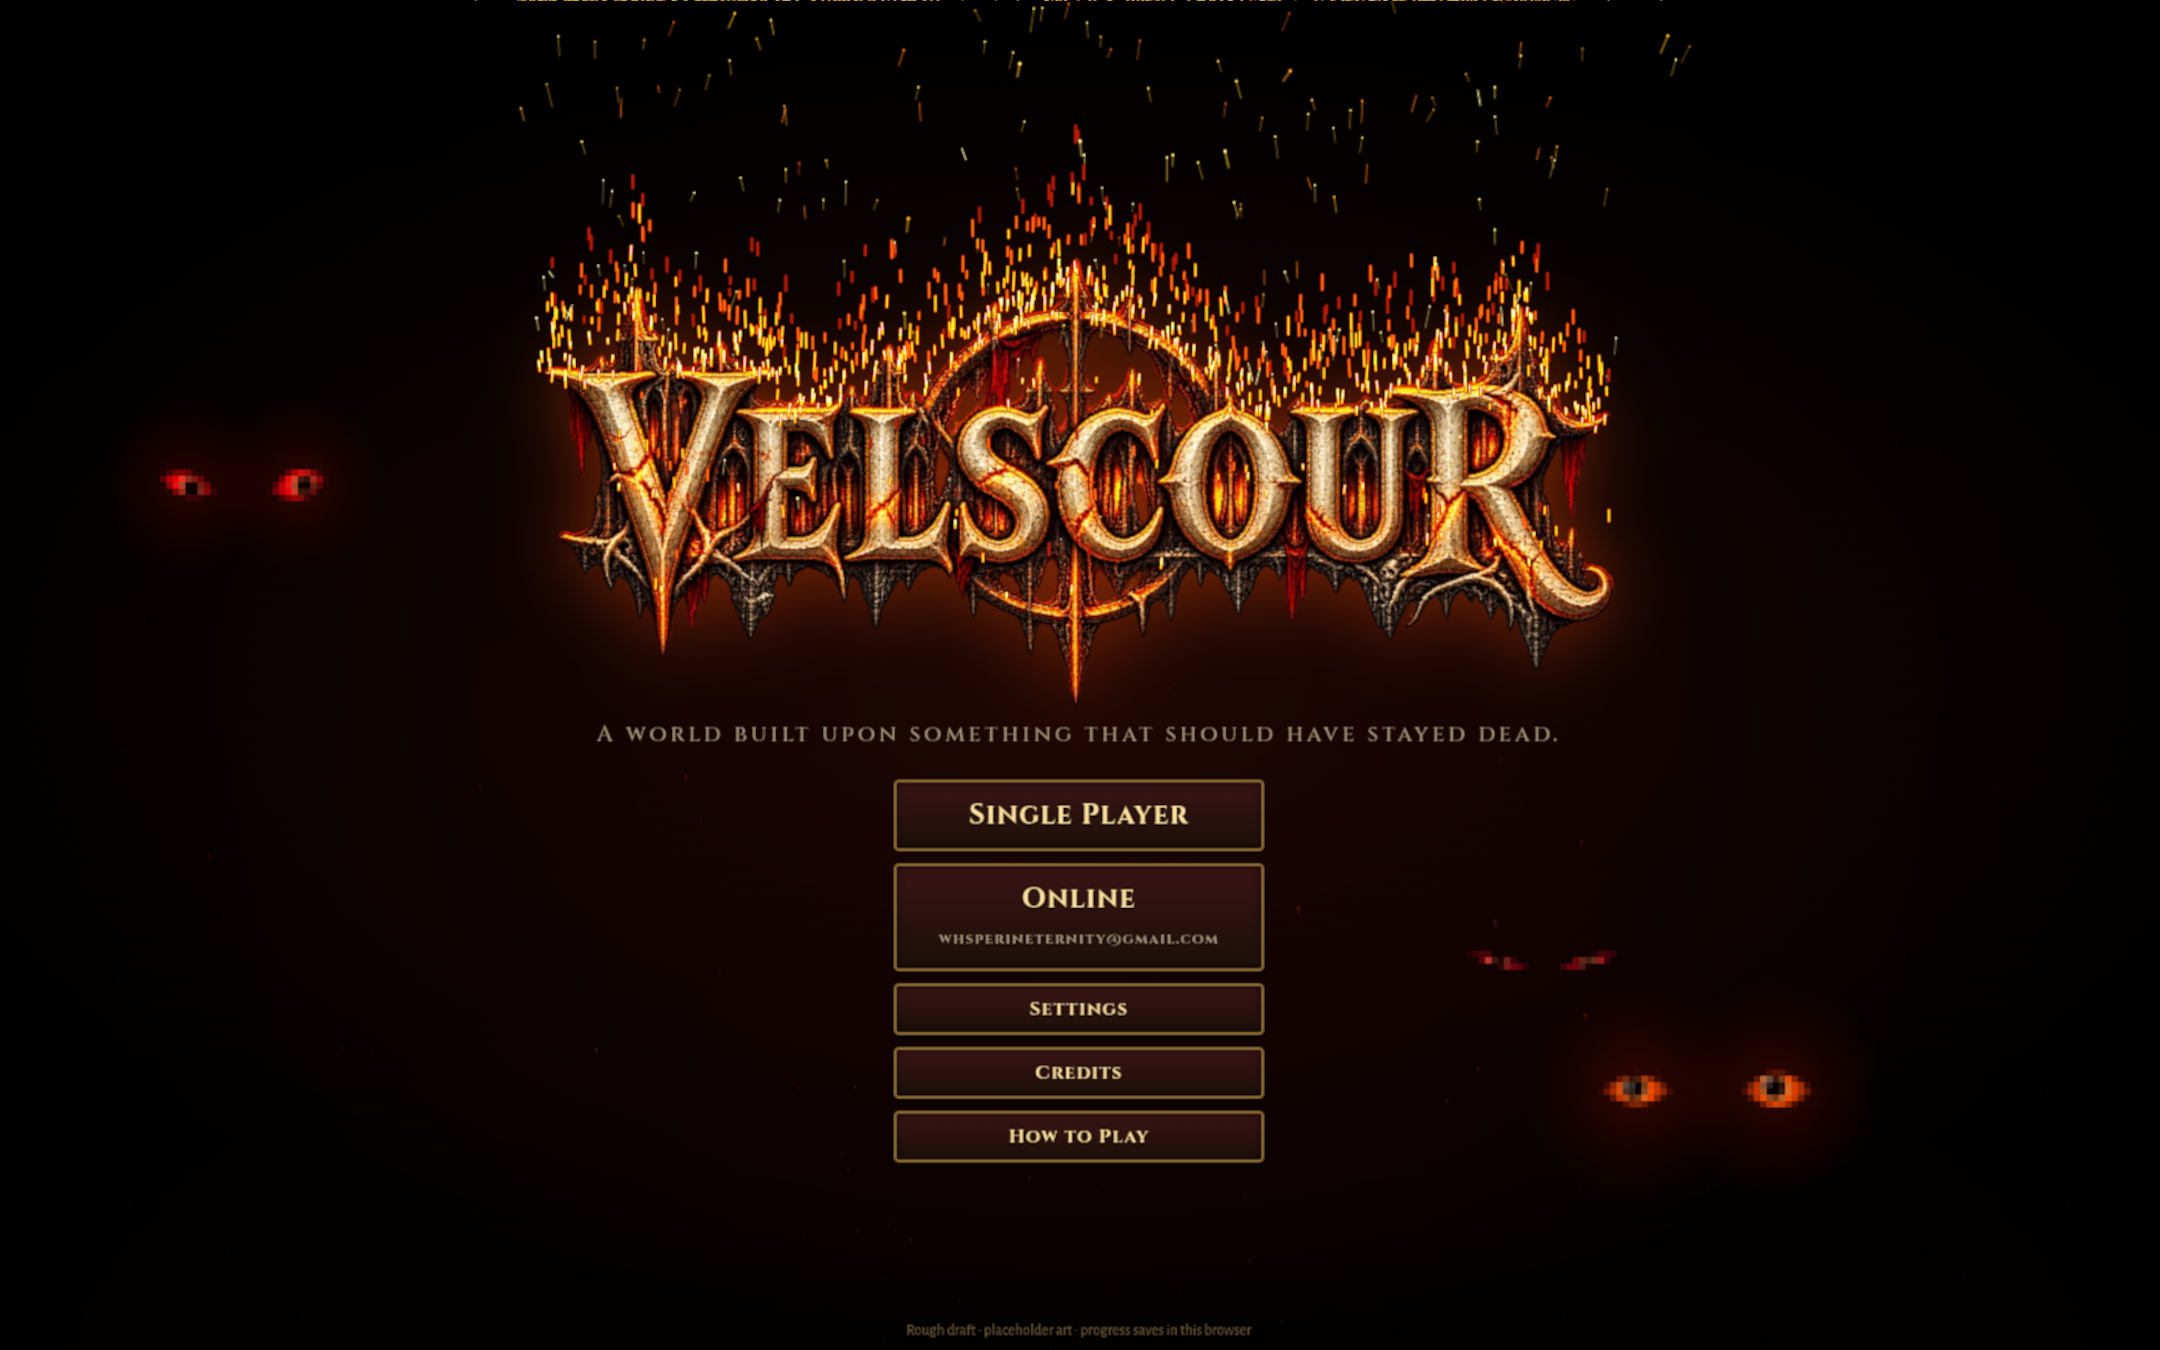 VELSCOUR
A WORLD BUILT UPON SOMETHING THAT SHOULD HAVE STAYED DEAD.
SINGLE PLAYER
ONLINE
WHSPERINETERNITY@GMAIL.COM
SETTINGS
CREDITS
HOW TO PLAY
Rough draft · placeholder art · progress saves in this browser